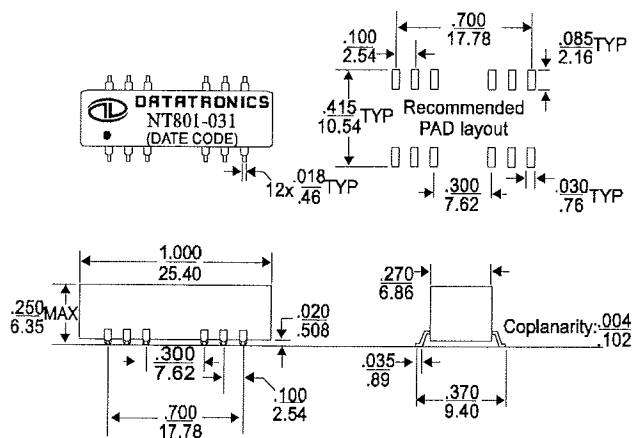 DATATRONICS
NT801-031
(DATE CODE)
12x .018 TYP
.46
.700
17.78
.100
2.54
.085 TYP
2.16
.415 TYP
10.54
Recommended
PAD layout
.300
7.62
.030 TYP
.76
1.000
25.40
.250 MAX
6.35
.020
.508
.300
7.62
.100
2.54
.700
17.78
.270
6.86
Coplanarity: .004
.102
.035
.89
.370
9.40